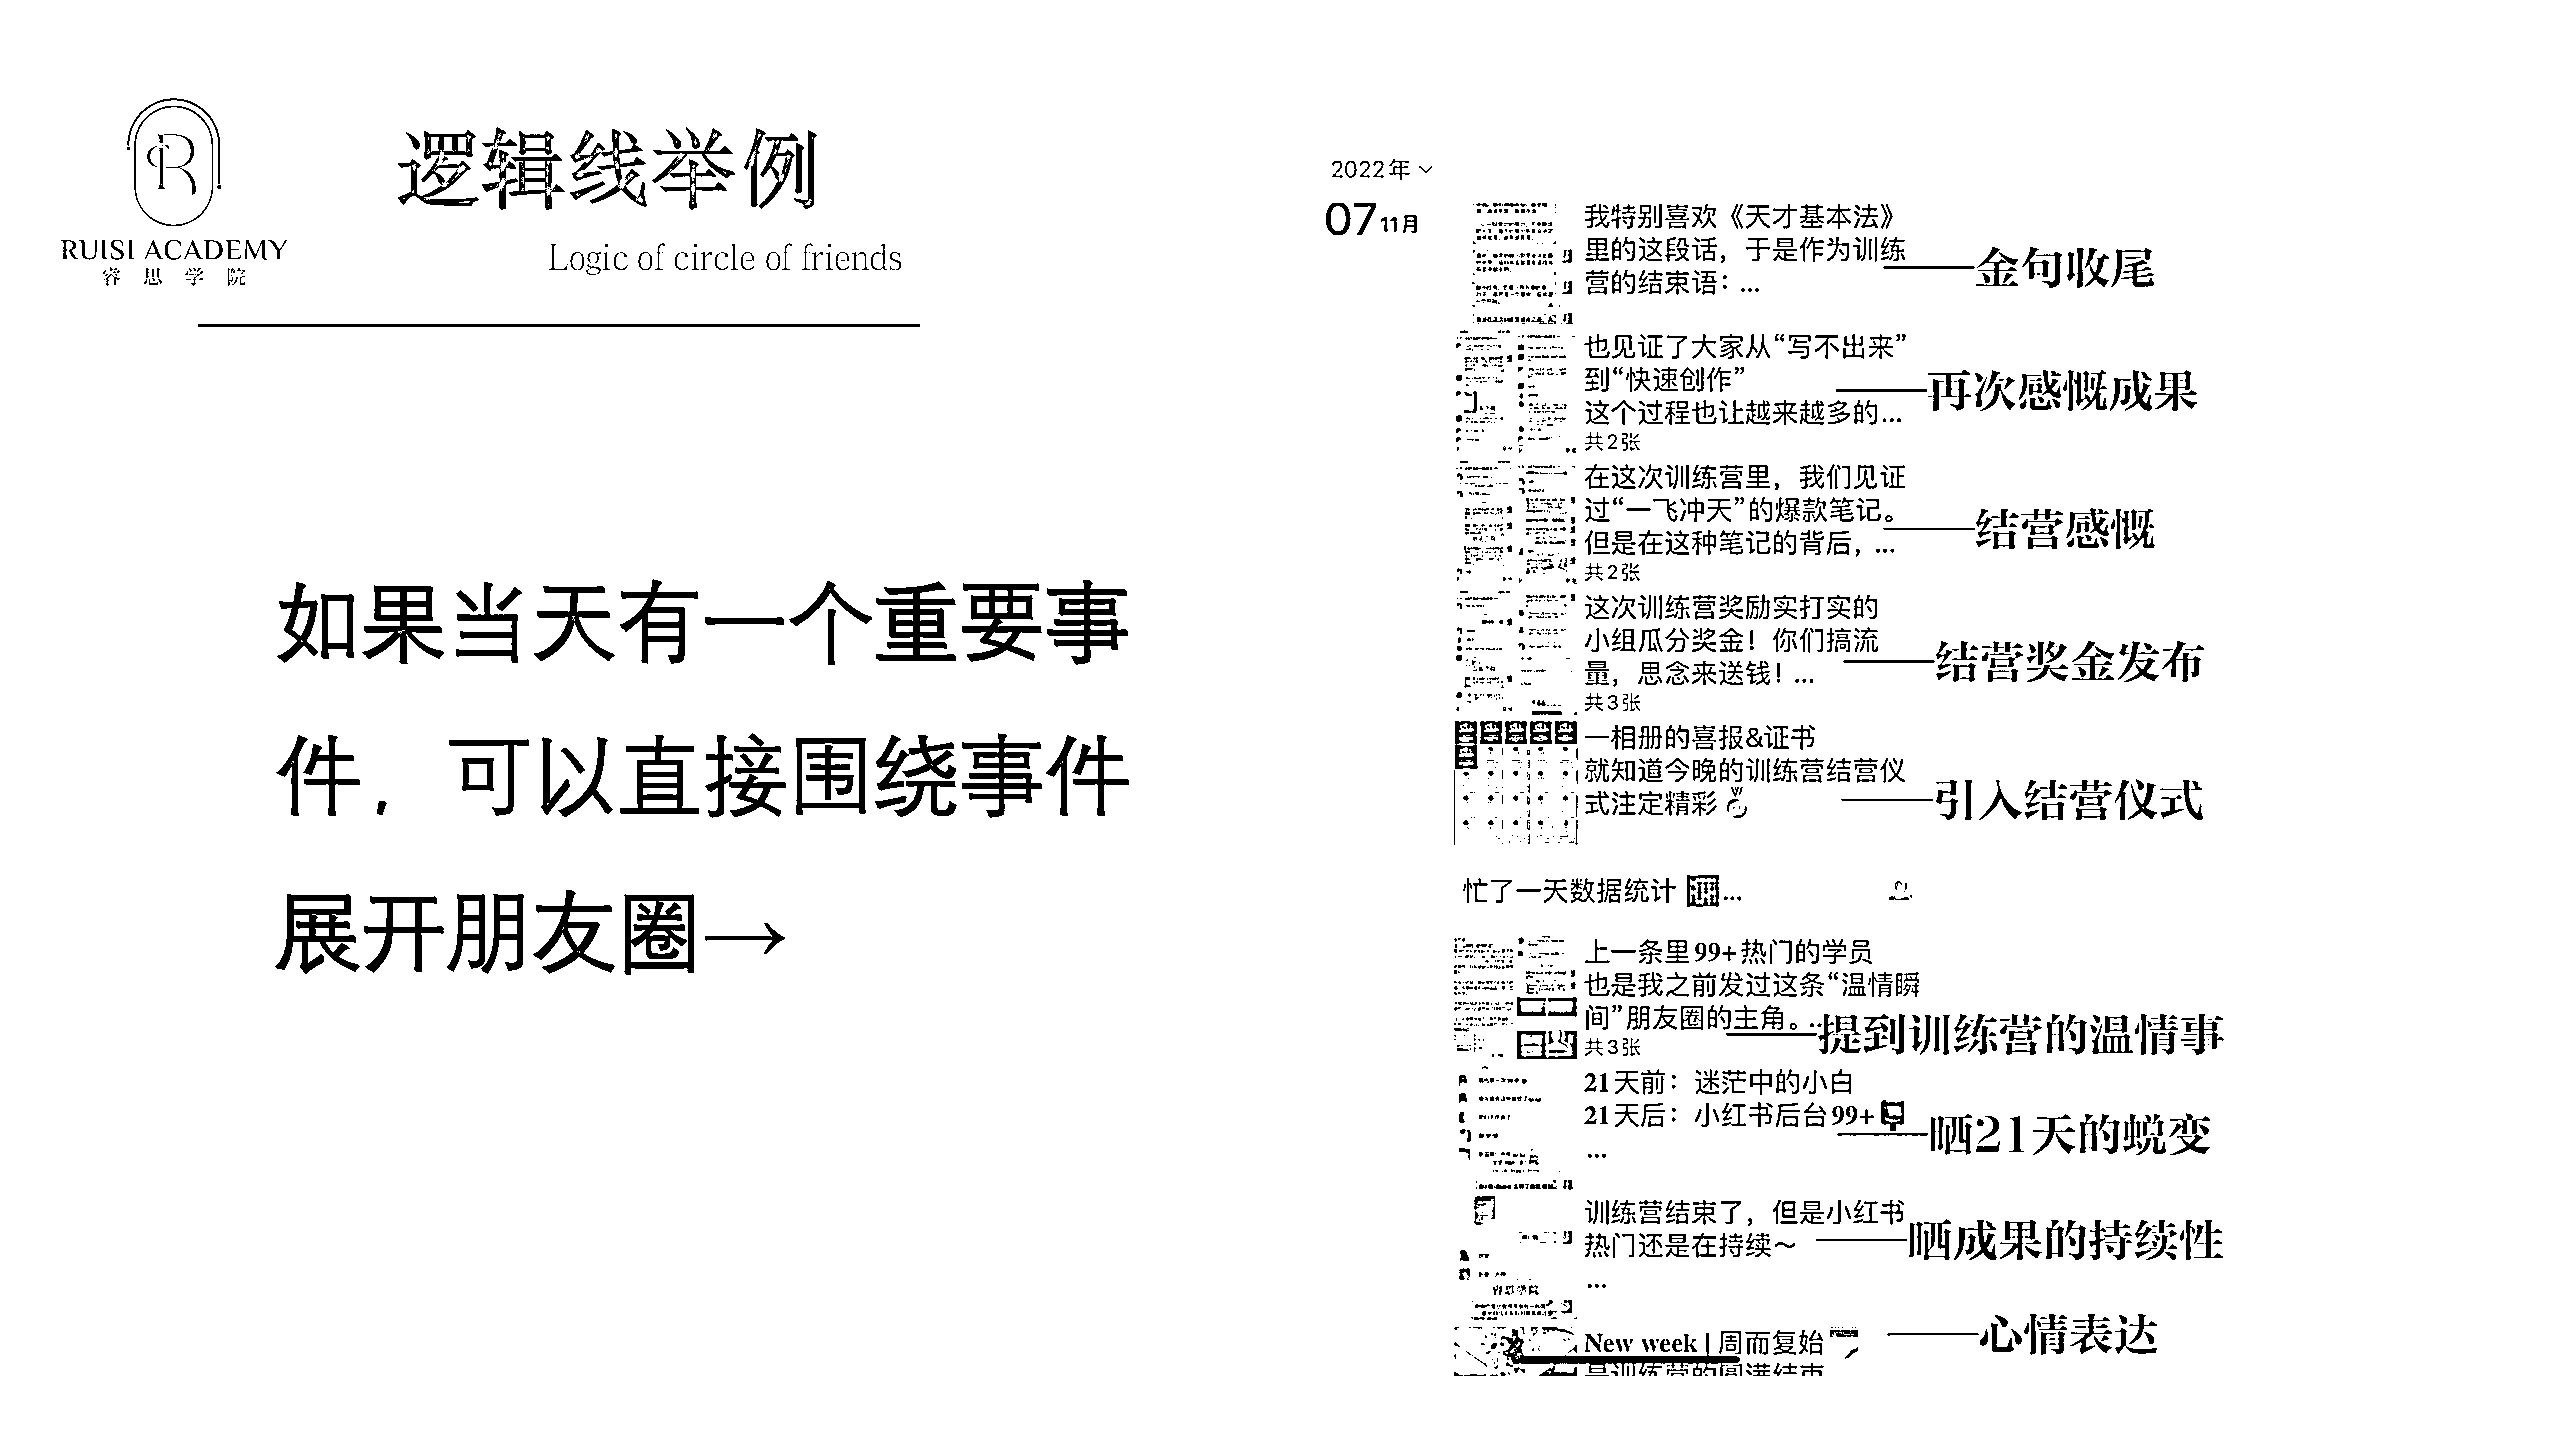 RUISI ACADEMY
睿思学院
逻辑线举例
Logic of circle of friends
如果当天有一个重要事
件，可以直接围绕事件
展开朋友圈→
2022年
07 11月
我特别喜欢《天才基本法》
里的这段话，于是作为训练
营的结束语：...
金句收尾
也见证了大家从“写不出来”
到“快速创作”
这个过程也让越来越多的...
共2张
再次感慨成果
在这次训练营里，我们见证
过“一飞冲天”的爆款笔记。
但是在这种笔记的背后，...
共2张
结营感慨
这次训练营奖励实打实的
小组瓜分奖金！你们搞流
量，思念来送钱！...
共3张
结营奖金发布
一相册的喜报&证书
就知道今晚的训练营结营仪
式注定精彩
引入结营仪式
忙了一天数据统计 ...
上一条里99+热门的学员
也是我之前发过这条“温情瞬
间”朋友圈的主角。...
共3张
提到训练营的温情事
21天前：迷茫中的小白
21天后：小红书后台99+
...
晒21天的蜕变
训练营结束了，但是小红书
热门还是在持续～
...
晒成果的持续性
New week | 周而复始
是训练营的圆满结束
心情表达